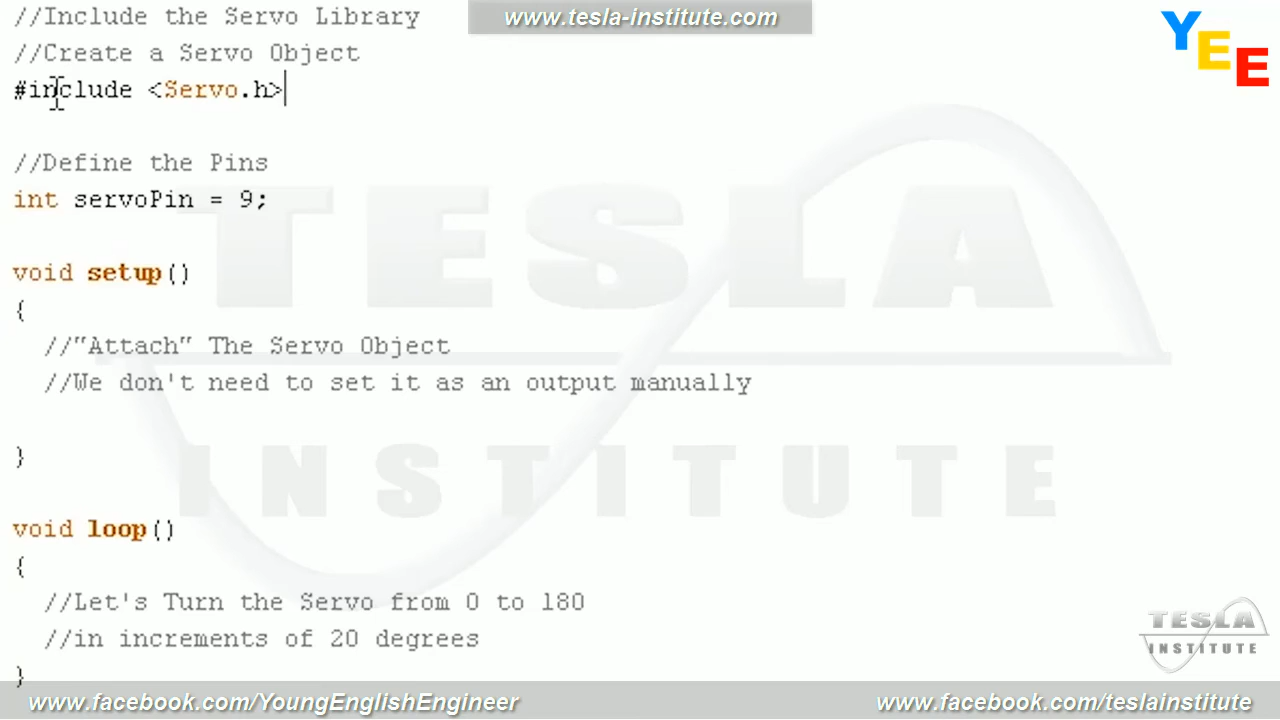 www.tesla-institute.com
YEE
//Include the Servo Library
//Create a Servo Object
#include <Servo.h>
//Define the Pins
int servoPin = 9;
void setup()
{
//"Attach" The Servo Object
//We don't need to set it as an output manually
}
void loop()
{
//Let's Turn the Servo from 0 to 180
//in increments of 20 degrees
}
TESLA
INSTITUTE
TESLA
INSTITUTE
www.facebook.com/YoungEnglishEngineer
www.facebook.com/teslainstitute